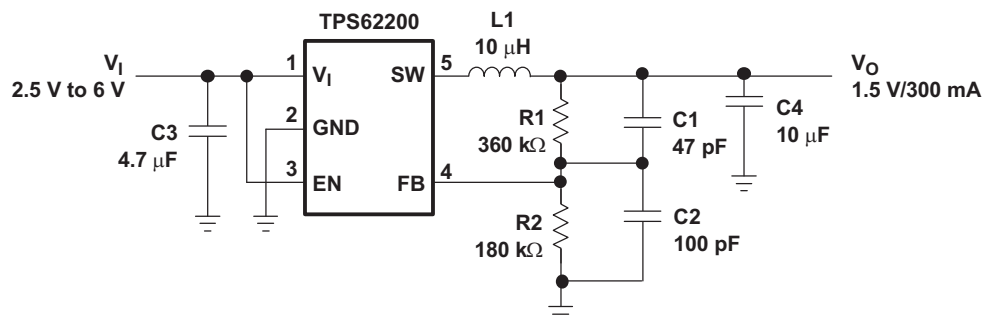 TPS62200
L1
10 μH
V_I
2.5 V to 6 V
1
V_I
SW
5
V_O
1.5 V/300 mA
C3
4.7 μF
2
GND
R1
360 kΩ
C1
47 pF
C4
10 μF
3
EN
FB
4
R2
180 kΩ
C2
100 pF